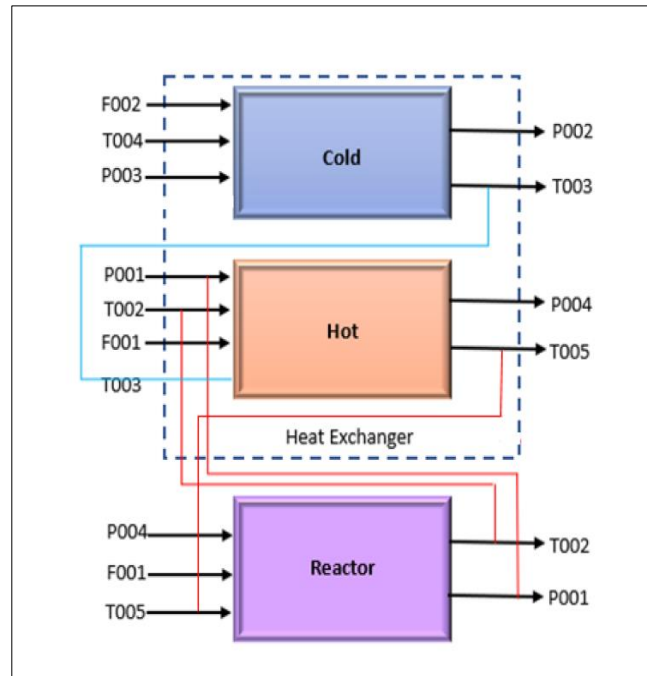 F002
T004
P003
Cold
P002
T003
P001
T002
F001
T003
Hot
P004
T005
Heat Exchanger
P004
F001
T005
Reactor
T002
P001